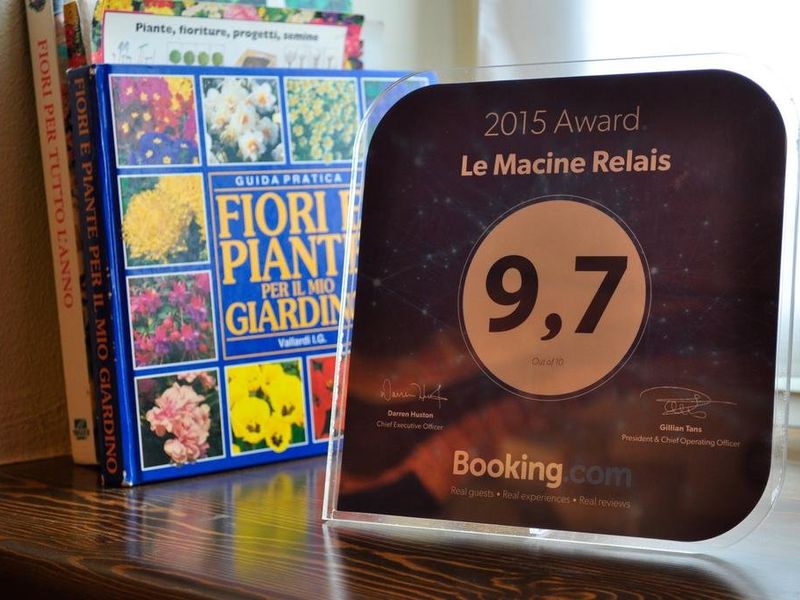 Piante, fioriture, progetti, semine
FIORI PER TUTTO L'ANNO
FIORI E PIANTE PER IL MIO GIARDINO
GUIDA PRATICA
FIORI E
PIANTE
PER IL MIO
GIARDINO
Vallardi I.G.
2015 Award
Le Macine Relais
9,7
Out of 10
Darren Huston
Chief Executive Officer
Gillian Tans
President & Chief Operating Officer
Booking.com
Real guests • Real experiences • Real reviews